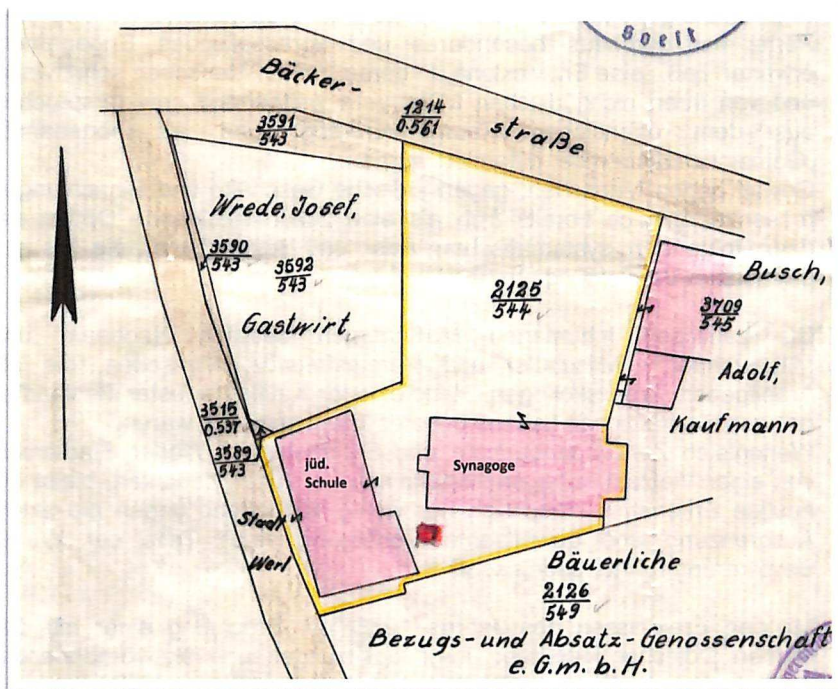 Soest
Bäcker-
straße
1214
0.561
3591
543
Wrede, Josef,
3590
543
3592
543
Gastwirt
2125
544
Busch,
3709
545
Adolf,
Kaufmann
3515
0.537
3589
543
jüd.
Schule
Synagoge
Stadt
Werl
Bäuerliche
2126
549
Bezugs- und Absatz-Genossenschaft
e.G.m.b.H.